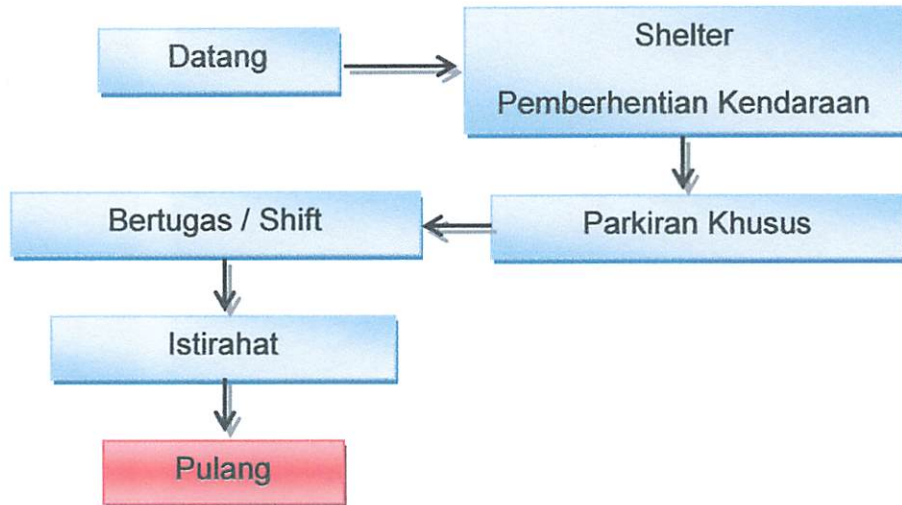 Datang
Shelter
Pemberhentian Kendaraan
Parkiran Khusus
Bertugas / Shift
Istirahat
Pulang